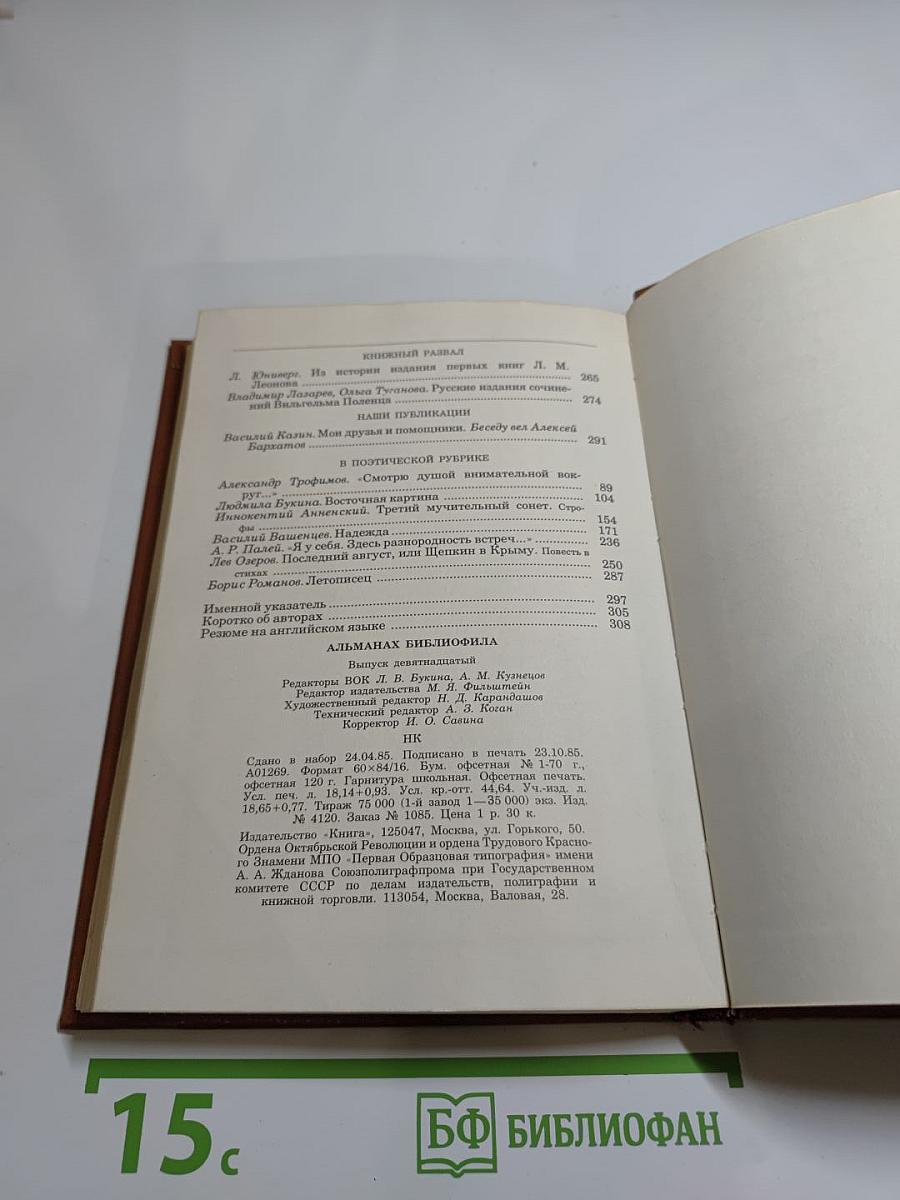 КНИЖНЫЙ РАЗВАЛ
Л. Юниверг. Из истории издания первых книг Л. М.
Леонова ........ 265
Владимир Лазарев, Ольга Туганова. Русские издания сочине-
ний Вильгельма Поленца ........ 274
НАШИ ПУБЛИКАЦИИ
Василий Казин. Мои друзья и помощники. Беседу вел Алексей
Бархатов ........ 291
В ПОЭТИЧЕСКОЙ РУБРИКЕ
Александр Трофимов. «Смотрю душой внимательной вок-
руг...» ........ 89
Людмила Букина. Восточная картина ........ 104
Иннокентий Анненский. Третий мучительный сонет. Стро-
фы ........ 154
Василий Вашенцев. Надежда ........ 171
А. Р. Палей. «Я у себя. Здесь разнородность встреч...» ........ 236
Лев Озеров. Последний август, или Щепкин в Крыму. Повесть в
стихах ........ 250
Борис Романов. Летописец ........ 287
Именной указатель ........ 297
Коротко об авторах ........ 305
Резюме на английском языке ........ 308
АЛЬМАНАХ БИБЛИОФИЛА
Выпуск девятнадцатый
Редакторы ВОК Л. В. Букина, А. М. Кузнецов
Редактор издательства М. Я. Фильштейн
Художественный редактор Н. Д. Карандашов
Технический редактор А. З. Коган
Корректор И. О. Савина
НК
Сдано в набор 24.04.85. Подписано в печать 23.10.85.
А01269. Формат 60×84/16. Бум. офсетная № 1-70 г.,
офсетная 120 г. Гарнитура школьная. Офсетная печать.
Усл. печ. л. 18,14+0,93. Усл. кр.-отт. 44,64. Уч.-изд. л.
18,65+0,77. Тираж 75 000 (1-й завод 1—35 000) экз. Изд.
№ 4120. Заказ № 1085. Цена 1 р. 30 к.
Издательство «Книга», 125047, Москва, ул. Горького, 50.
Ордена Октябрьской Революции и ордена Трудового Красно-
го Знамени МПО «Первая Образцовая типография» имени
А. А. Жданова Союзполиграфпрома при Государственном
комитете СССР по делам издательств, полиграфии и
книжной торговли. 113054, Москва, Валовая, 28.
15 с
БФ БИБЛИОФАН